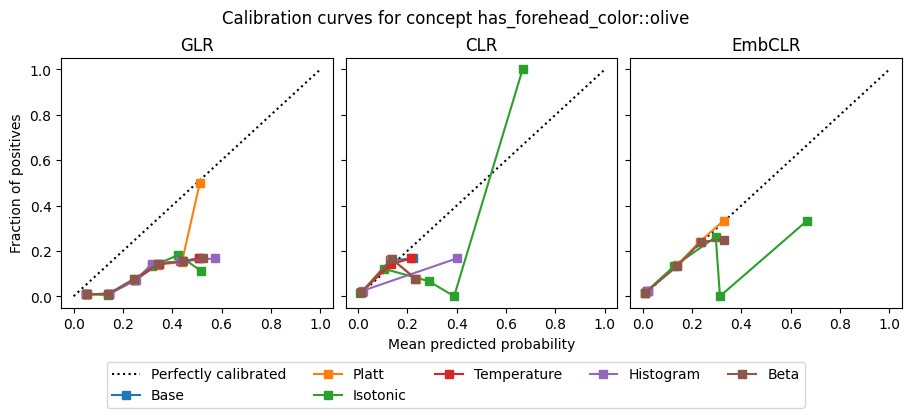 Calibration curves for concept has_forehead_color::olive
GLR
CLR
EmbCLR
Fraction of positives
1.0
0.8
0.6
0.4
0.2
0.0
0.0 0.2 0.4 0.6 0.8 1.0
0.0 0.2 0.4 0.6 0.8 1.0
0.0 0.2 0.4 0.6 0.8 1.0
Mean predicted probability
Perfectly calibrated
Base
Platt
Isotonic
Temperature
Histogram
Beta